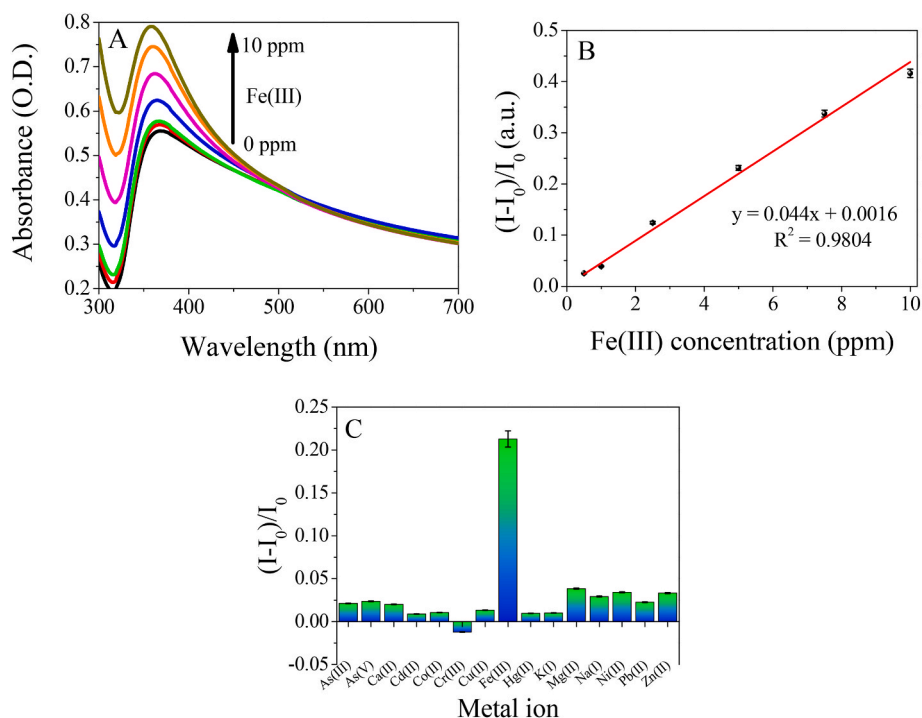 A
10 ppm
Fe(III)
0 ppm
0.8
0.7
0.6
0.5
0.4
0.3
0.2
300
400
500
600
700
Absorbance (O.D.)
Wavelength (nm)
B
0.5
0.4
0.3
0.2
0.1
0.0
0
2
4
6
8
10
(I-I0)/I0 (a.u.)
y = 0.044x + 0.0016
R² = 0.9804
Fe(III) concentration (ppm)
C
0.25
0.20
0.15
0.10
0.05
0.00
-0.05
(I-I0)/I0
As(III)
As(V)
Ca(II)
Cd(II)
Co(II)
Cr(III)
Cu(II)
Fe(III)
Hg(II)
K(I)
Mg(II)
Na(I)
Ni(II)
Pb(II)
Zn(II)
Metal ion